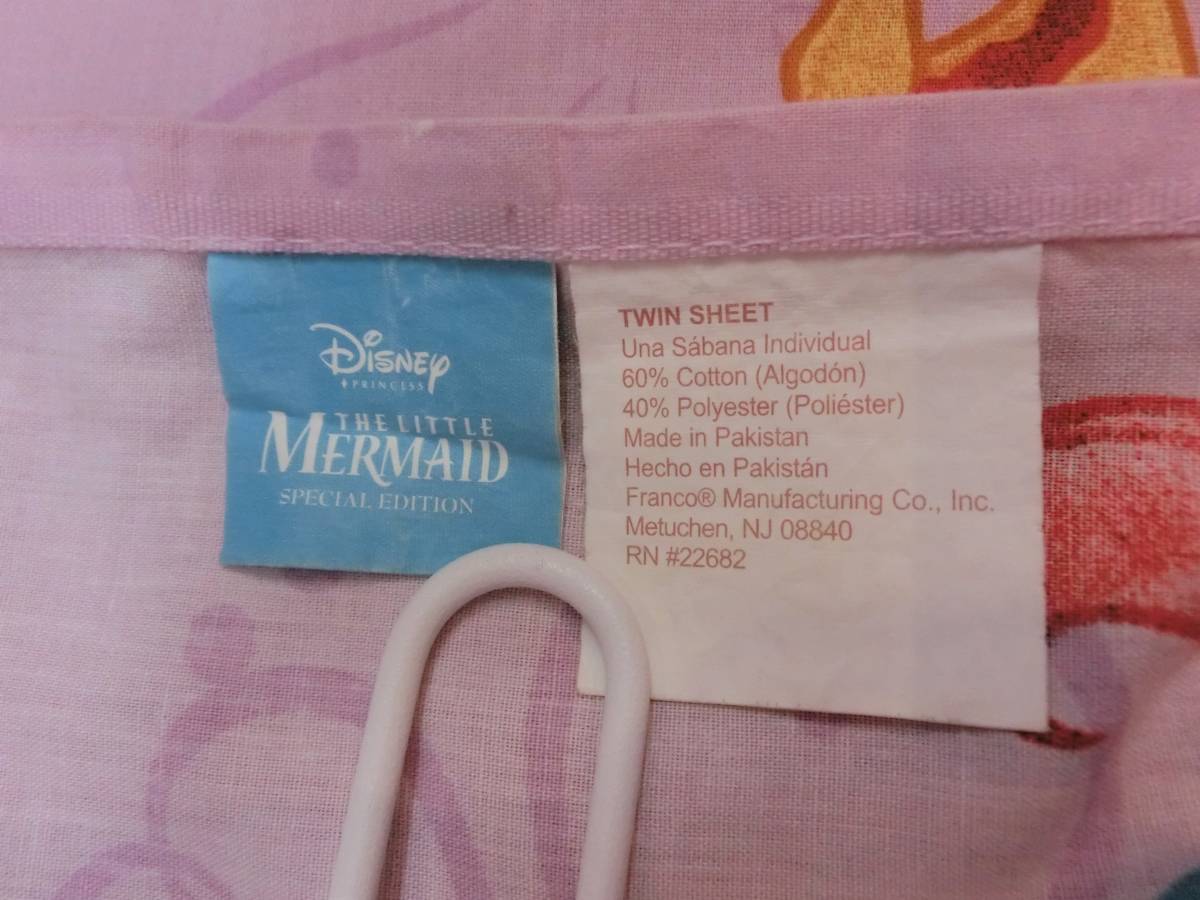 Disney
PRINCESS
THE LITTLE
MERMAID
SPECIAL EDITION
TWIN SHEET
Una Sábana Individual
60% Cotton (Algodón)
40% Polyester (Poliéster)
Made in Pakistan
Hecho en Pakistán
Franco® Manufacturing Co., Inc.
Metuchen, NJ 08840
RN #22682